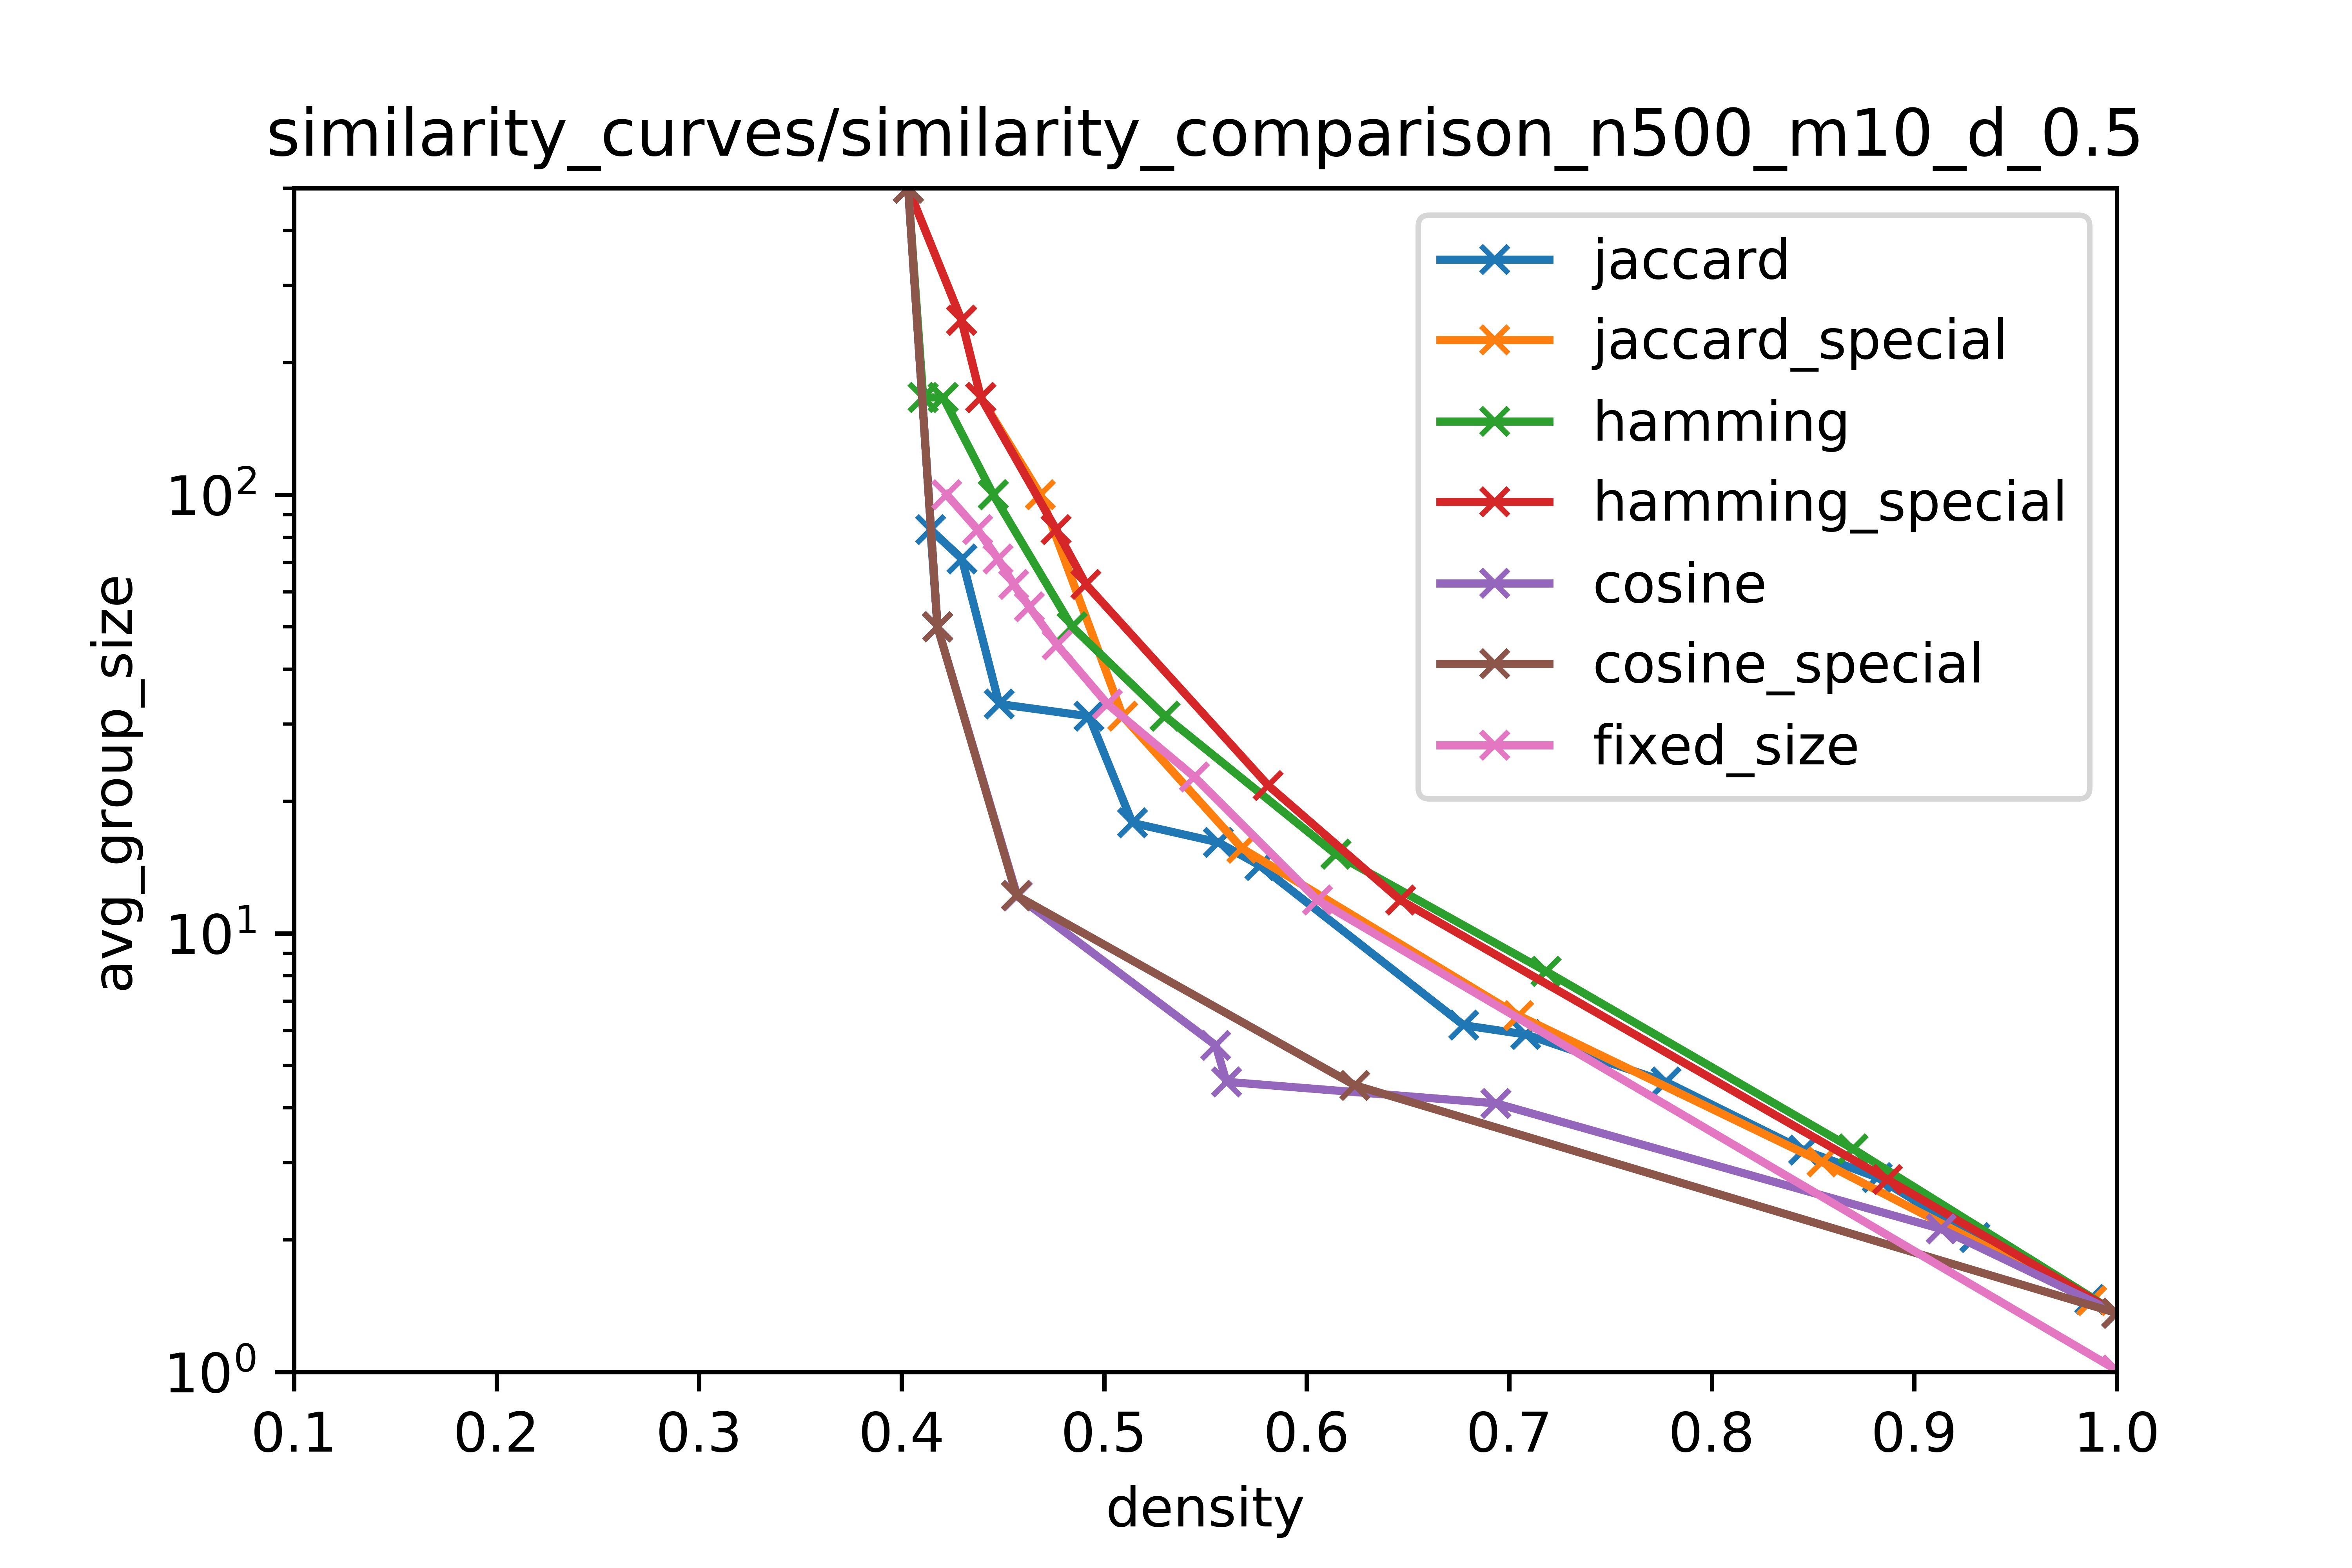 similarity_curves/similarity_comparison_n500_m10_d_0.5
jaccard
jaccard_special
hamming
hamming_special
cosine
cosine_special
fixed_size
avg_group_size
10²
10¹
10⁰
0.1 0.2 0.3 0.4 0.5 0.6 0.7 0.8 0.9 1.0
density